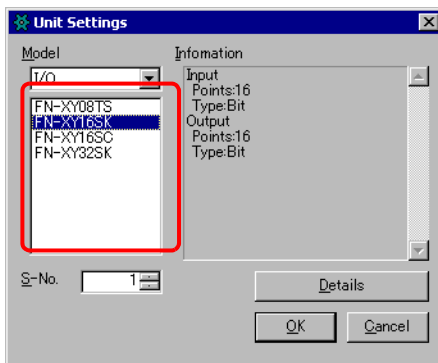 Unit Settings
Model
I/O
FN-XY08TS
FN-XY16SK
FN-XY16SC
FN-XY32SK
Infomation
Input
Points:16
Type:Bit
Output
Points:16
Type:Bit
S-No.
1
Details
OK
Cancel